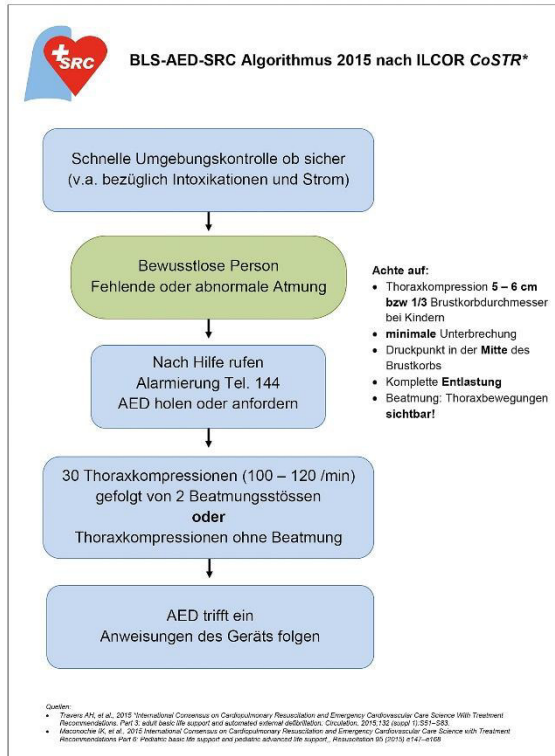 SRC
BLS-AED-SRC Algorithmus 2015 nach ILCOR CoSTR*
Schnelle Umgebungskontrolle ob sicher
(v.a. bezüglich Intoxikationen und Strom)
Bewusstlose Person
Fehlende oder abnormale Atmung
Nach Hilfe rufen
Alarmierung Tel. 144
AED holen oder anfordern
30 Thoraxkompressionen (100 – 120 /min)
gefolgt von 2 Beatmungsstössen
oder
Thoraxkompressionen ohne Beatmung
AED trifft ein
Anweisungen des Geräts folgen
Achte auf:
• Thoraxkompression 5 – 6 cm
bzw 1/3 Brustkorbdurchmesser
bei Kindern
• minimale Unterbrechung
• Druckpunkt in der Mitte des
Brustkorbs
• Komplette Entlastung
• Beatmung: Thoraxbewegungen
sichtbar!
Quellen:
• Travers AH, et al., 2015 "International Consensus on Cardiopulmonary Resuscitation and Emergency Cardiovascular Care Science With Treatment
Recommendations. Part 3: adult basic life support and automated external defibrillation. Circulation. 2015;132 (suppl 1):S51–S83.
• Maconochie IK, et al., 2015 International Consensus on Cardiopulmonary Resuscitation and Emergency Cardiovascular Care Science with Treatment
Recommendations Part 6: Pediatric basic life support and pediatric advanced life support,, Resuscitation 95 (2015) e147–e168